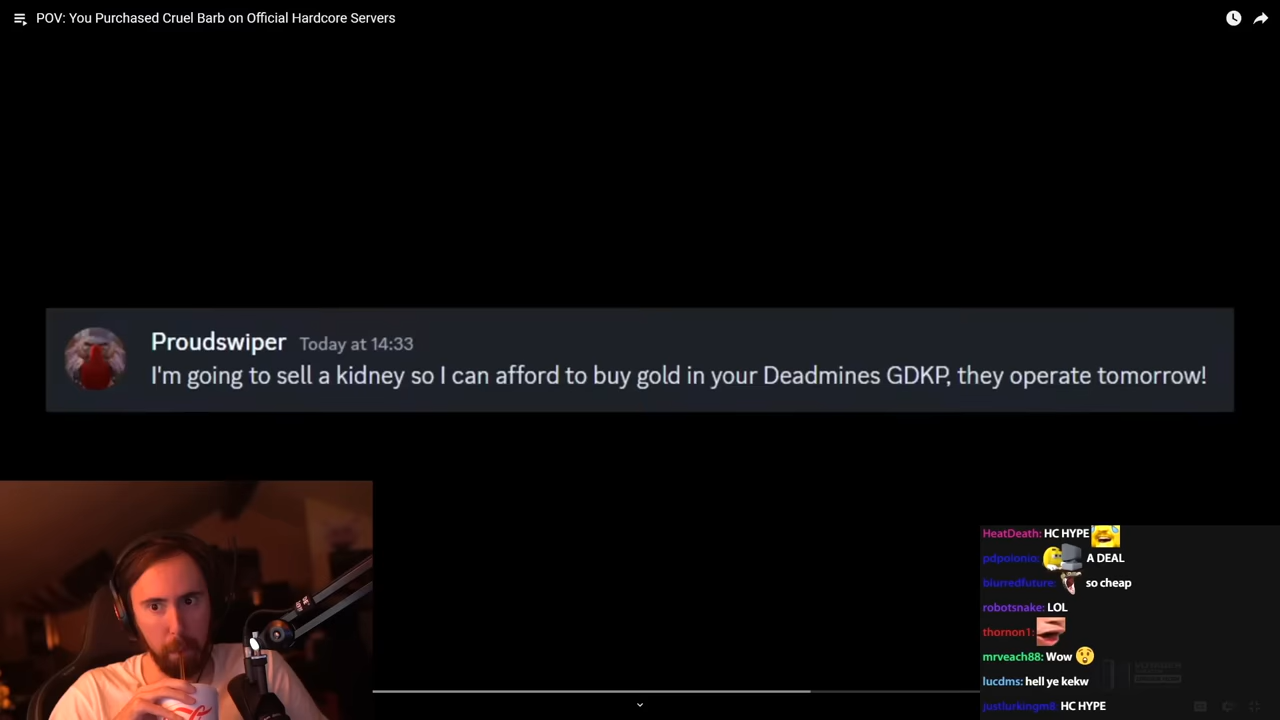 POV: You Purchased Cruel Barb on Official Hardcore Servers
Proudswiper Today at 14:33
I'm going to sell a kidney so I can afford to buy gold in your Deadmines GDKP, they operate tomorrow!
HeatDeath: HC HYPE
pdpolonio: A DEAL
blurredfuture: so cheap
robotsnake: LOL
thornon1:
mrveach88: Wow
lucdms: hell ye kekw
HC HYPE